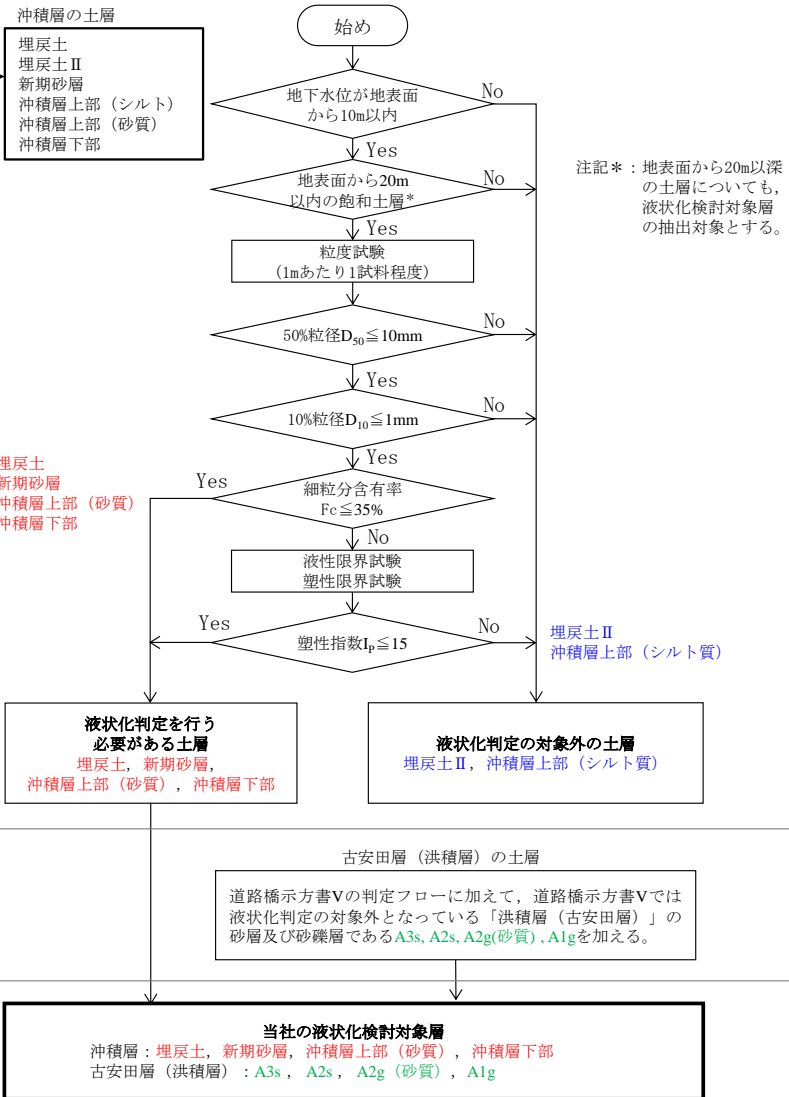 沖積層の土層
埋戻土
埋戻土Ⅱ
新期砂層
沖積層上部（シルト）
沖積層上部（砂質）
沖積層下部
始め
地下水位が地表面
から10m以内
No
Yes
地表面から20m
以内の飽和土層*
No
Yes
注記＊：地表面から20m以深
の土層についても，
液状化検討対象層
の抽出対象とする。
粒度試験
（1mあたり1試料程度）
50%粒径D50≦10mm
No
Yes
10%粒径D10≦1mm
No
Yes
埋戻土
新期砂層
沖積層上部（砂質）
沖積層下部
Yes
細粒分含有率
Fc≦35%
No
液性限界試験
塑性限界試験
Yes
塑性指数IP≦15
No
埋戻土Ⅱ
沖積層上部（シルト質）
液状化判定を行う
必要がある土層
埋戻土，新期砂層，
沖積層上部（砂質），沖積層下部
液状化判定の対象外の土層
埋戻土Ⅱ，沖積層上部（シルト質）
古安田層（洪積層）の土層
道路橋示方書Vの判定フローに加えて，道路橋示方書Vでは
液状化判定の対象外となっている「洪積層（古安田層）」の
砂層及び砂礫層であるA3s, A2s, A2g(砂質) , A1gを加える。
当社の液状化検討対象層
沖積層：埋戻土，新期砂層，沖積層上部（砂質），沖積層下部
古安田層（洪積層）：A3s ，A2s ，A2g（砂質），A1g